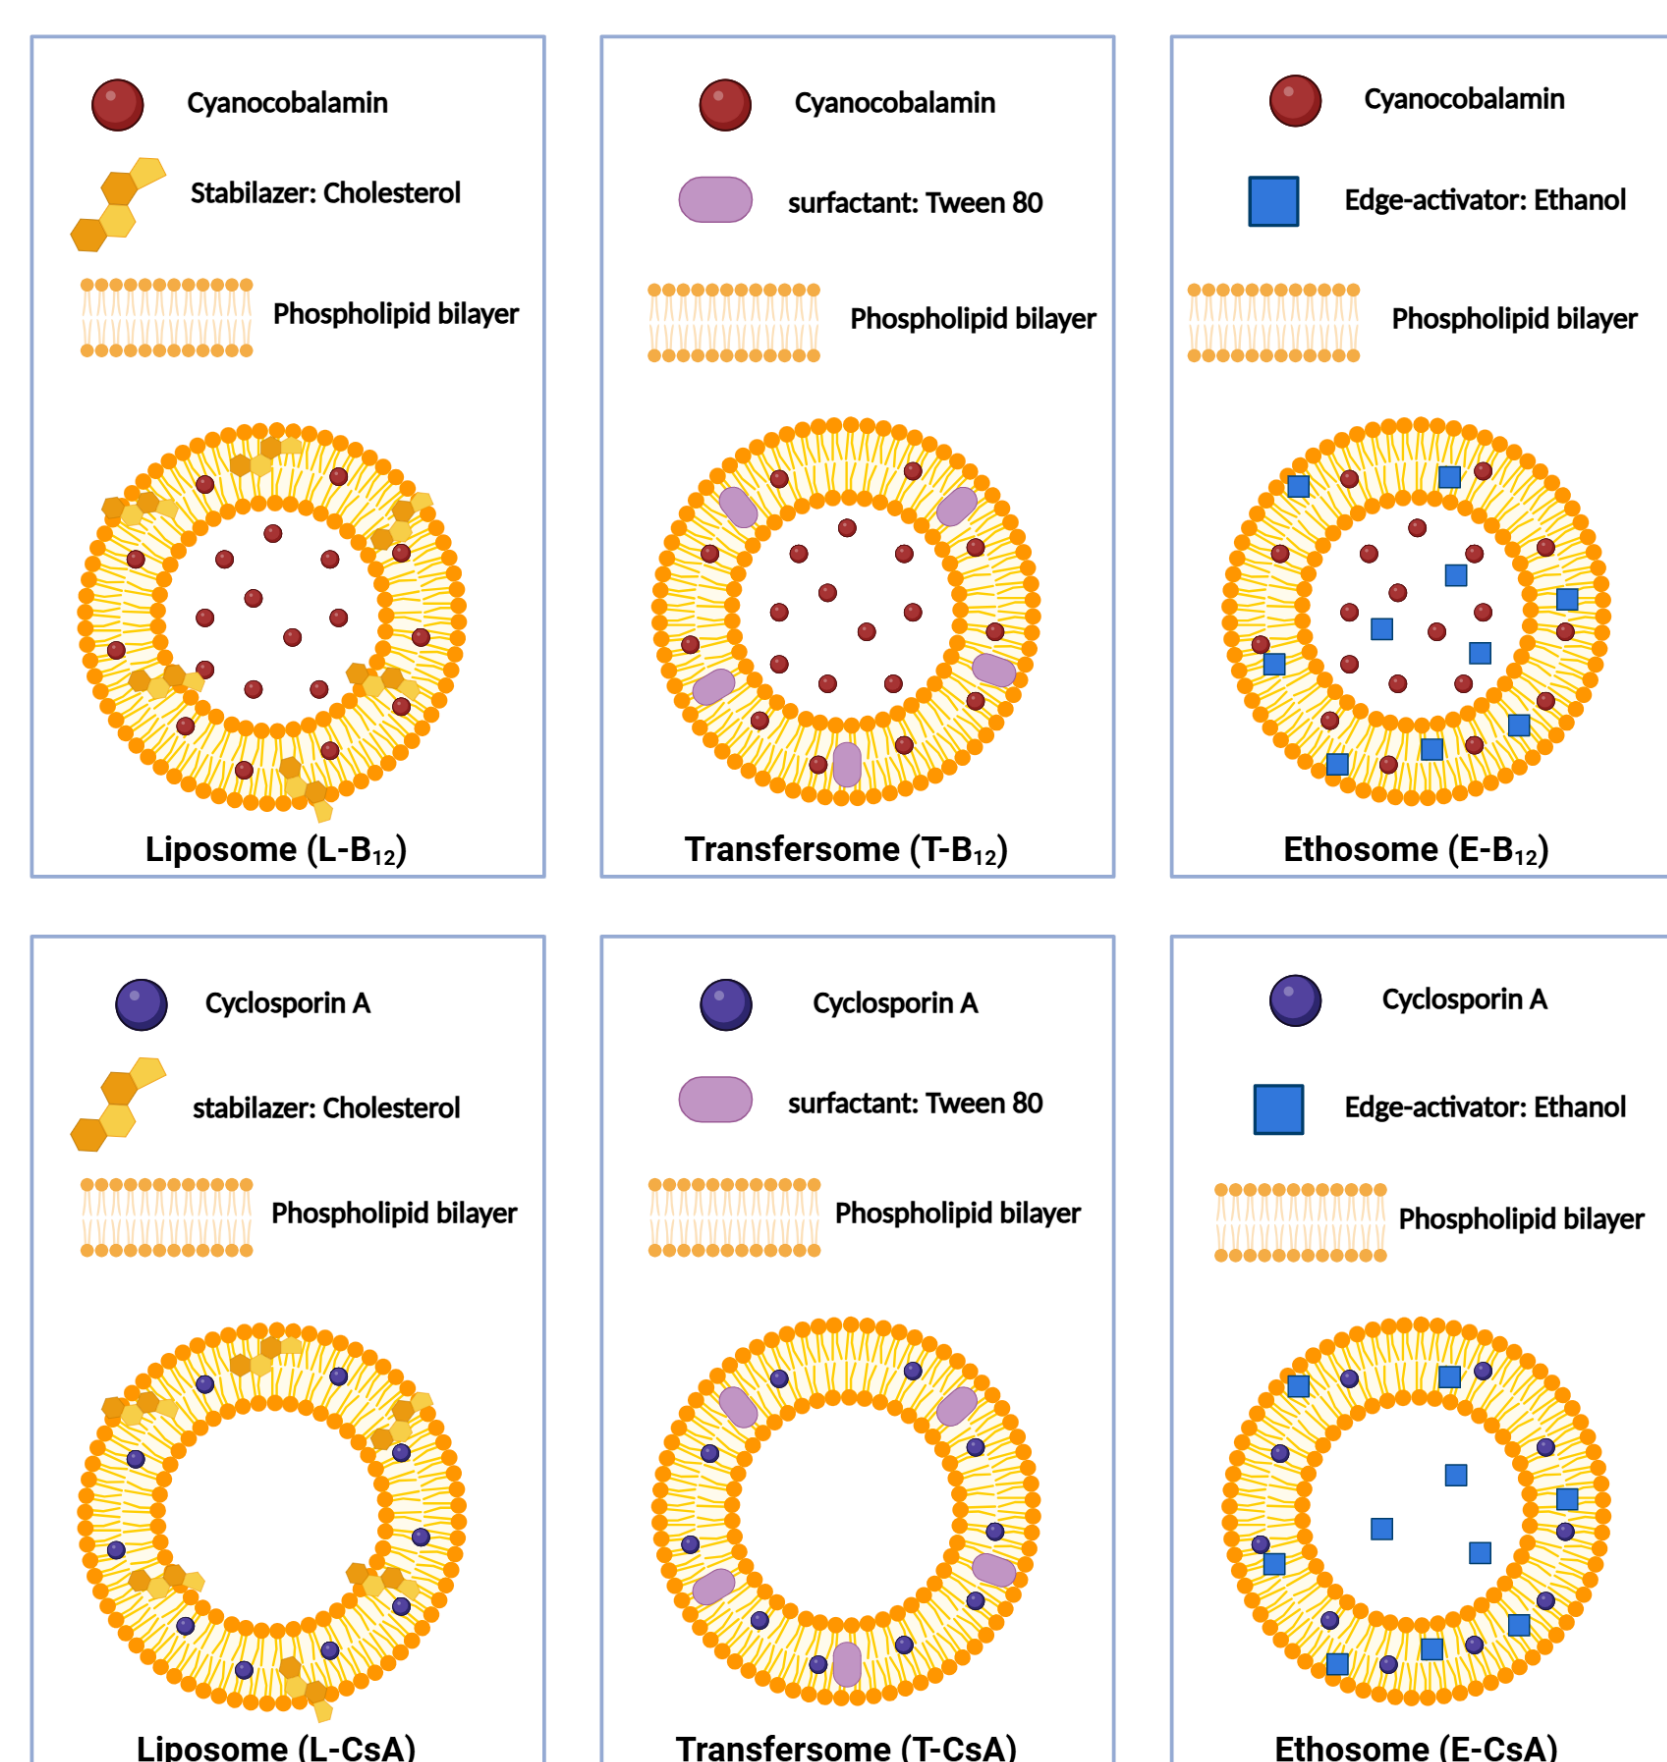 Cyanocobalamin
Stabilazer: Cholesterol
Phospholipid bilayer
Liposome (L-B₁₂)
Cyanocobalamin
surfactant: Tween 80
Phospholipid bilayer
Transfersome (T-B₁₂)
Cyanocobalamin
Edge-activator: Ethanol
Phospholipid bilayer
Ethosome (E-B₁₂)
Cyclosporin A
stabilazer: Cholesterol
Phospholipid bilayer
Liposome (L-CsA)
Cyclosporin A
surfactant: Tween 80
Phospholipid bilayer
Transfersome (T-CsA)
Cyclosporin A
Edge-activator: Ethanol
Phospholipid bilayer
Ethosome (E-CsA)